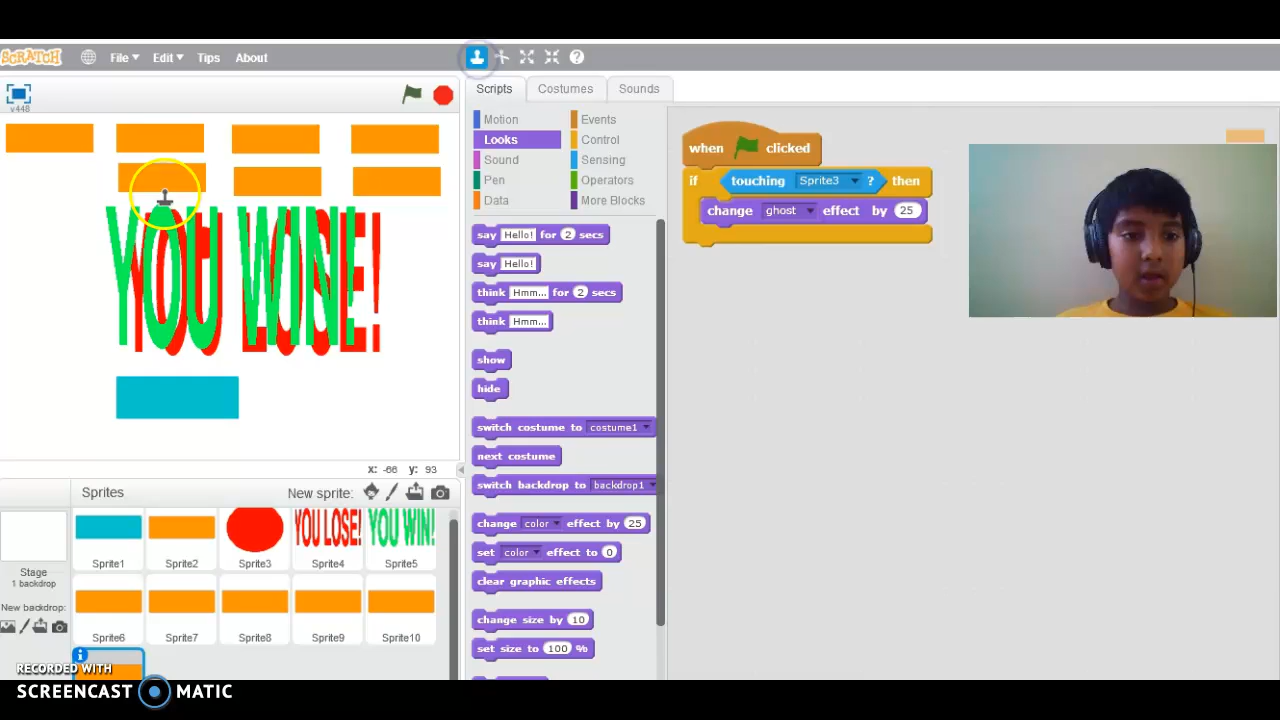 SCRATCH File Edit Tips About
v448
Scripts Costumes Sounds
Motion Events
Looks Control
Sound Sensing
Pen Operators
Data More Blocks
say Hello! for 2 secs
say Hello!
think Hmm... for 2 secs
think Hmm...
show
hide
switch costume to costume1
next costume
switch backdrop to backdrop1
change color effect by 25
set color effect to 0
clear graphic effects
change size by 10
set size to 100 %
when clicked
if touching Sprite3 ? then
change ghost effect by 25
YOU WIN!
YOU LOSE!
x: -66 y: 93
Sprites New sprite:
Stage
1 backdrop
New backdrop:
YOU LOSE! YOU WIN!
Sprite1 Sprite2 Sprite3 Sprite4 Sprite5
Sprite6 Sprite7 Sprite8 Sprite9 Sprite10
RECORDED WITH
SCREENCAST MATIC